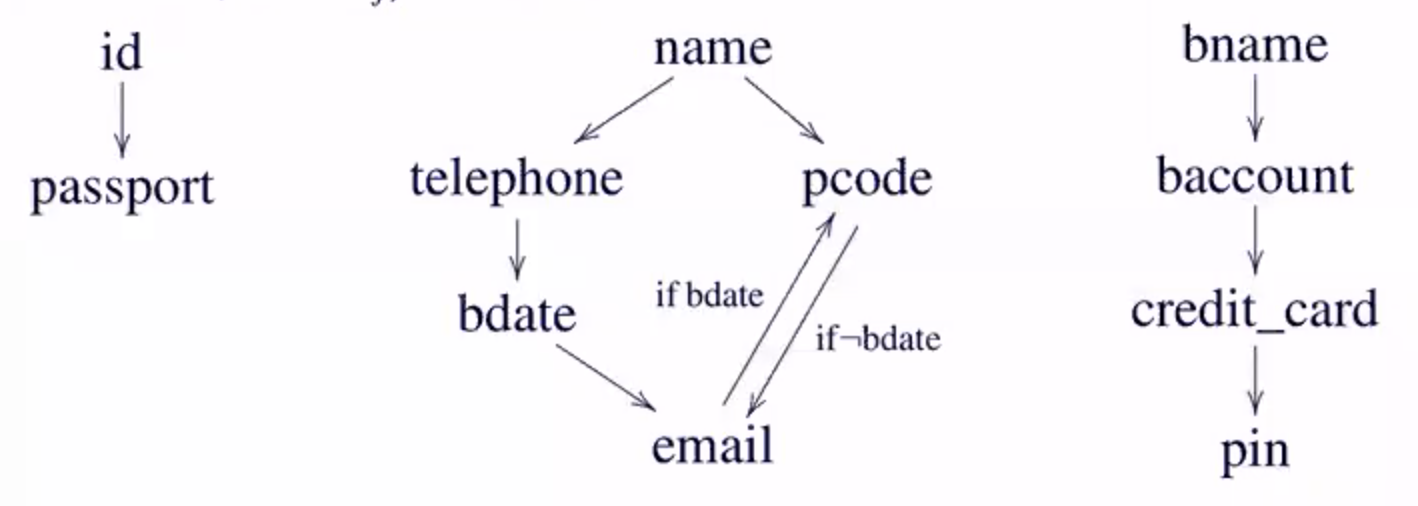 id
name
bname
passport
telephone
pcode
baccount
bdate
if bdate
if¬bdate
credit_card
email
pin